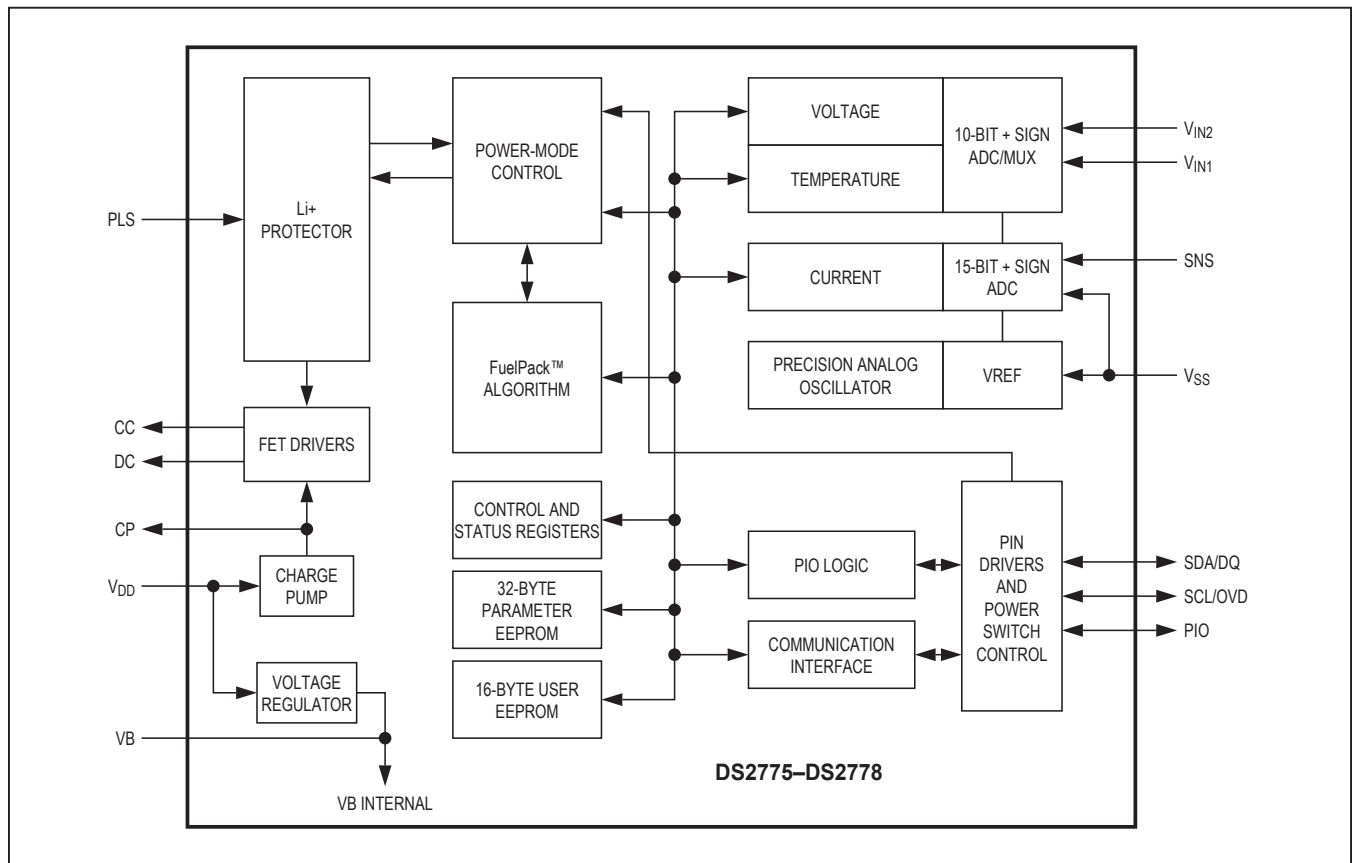 PLS
CC
DC
CP
VDD
VB
Li+
PROTECTOR
FET DRIVERS
CHARGE
PUMP
VOLTAGE
REGULATOR
VB INTERNAL
POWER-MODE
CONTROL
FuelPack™
ALGORITHM
CONTROL AND
STATUS REGISTERS
32-BYTE
PARAMETER
EEPROM
16-BYTE USER
EEPROM
VOLTAGE
TEMPERATURE
10-BIT + SIGN
ADC/MUX
CURRENT
15-BIT + SIGN
ADC
PRECISION ANALOG
OSCILLATOR
VREF
PIO LOGIC
COMMUNICATION
INTERFACE
PIN
DRIVERS
AND
POWER
SWITCH
CONTROL
VIN2
VIN1
SNS
VSS
SDA/DQ
SCL/OVD
PIO
DS2775–DS2778